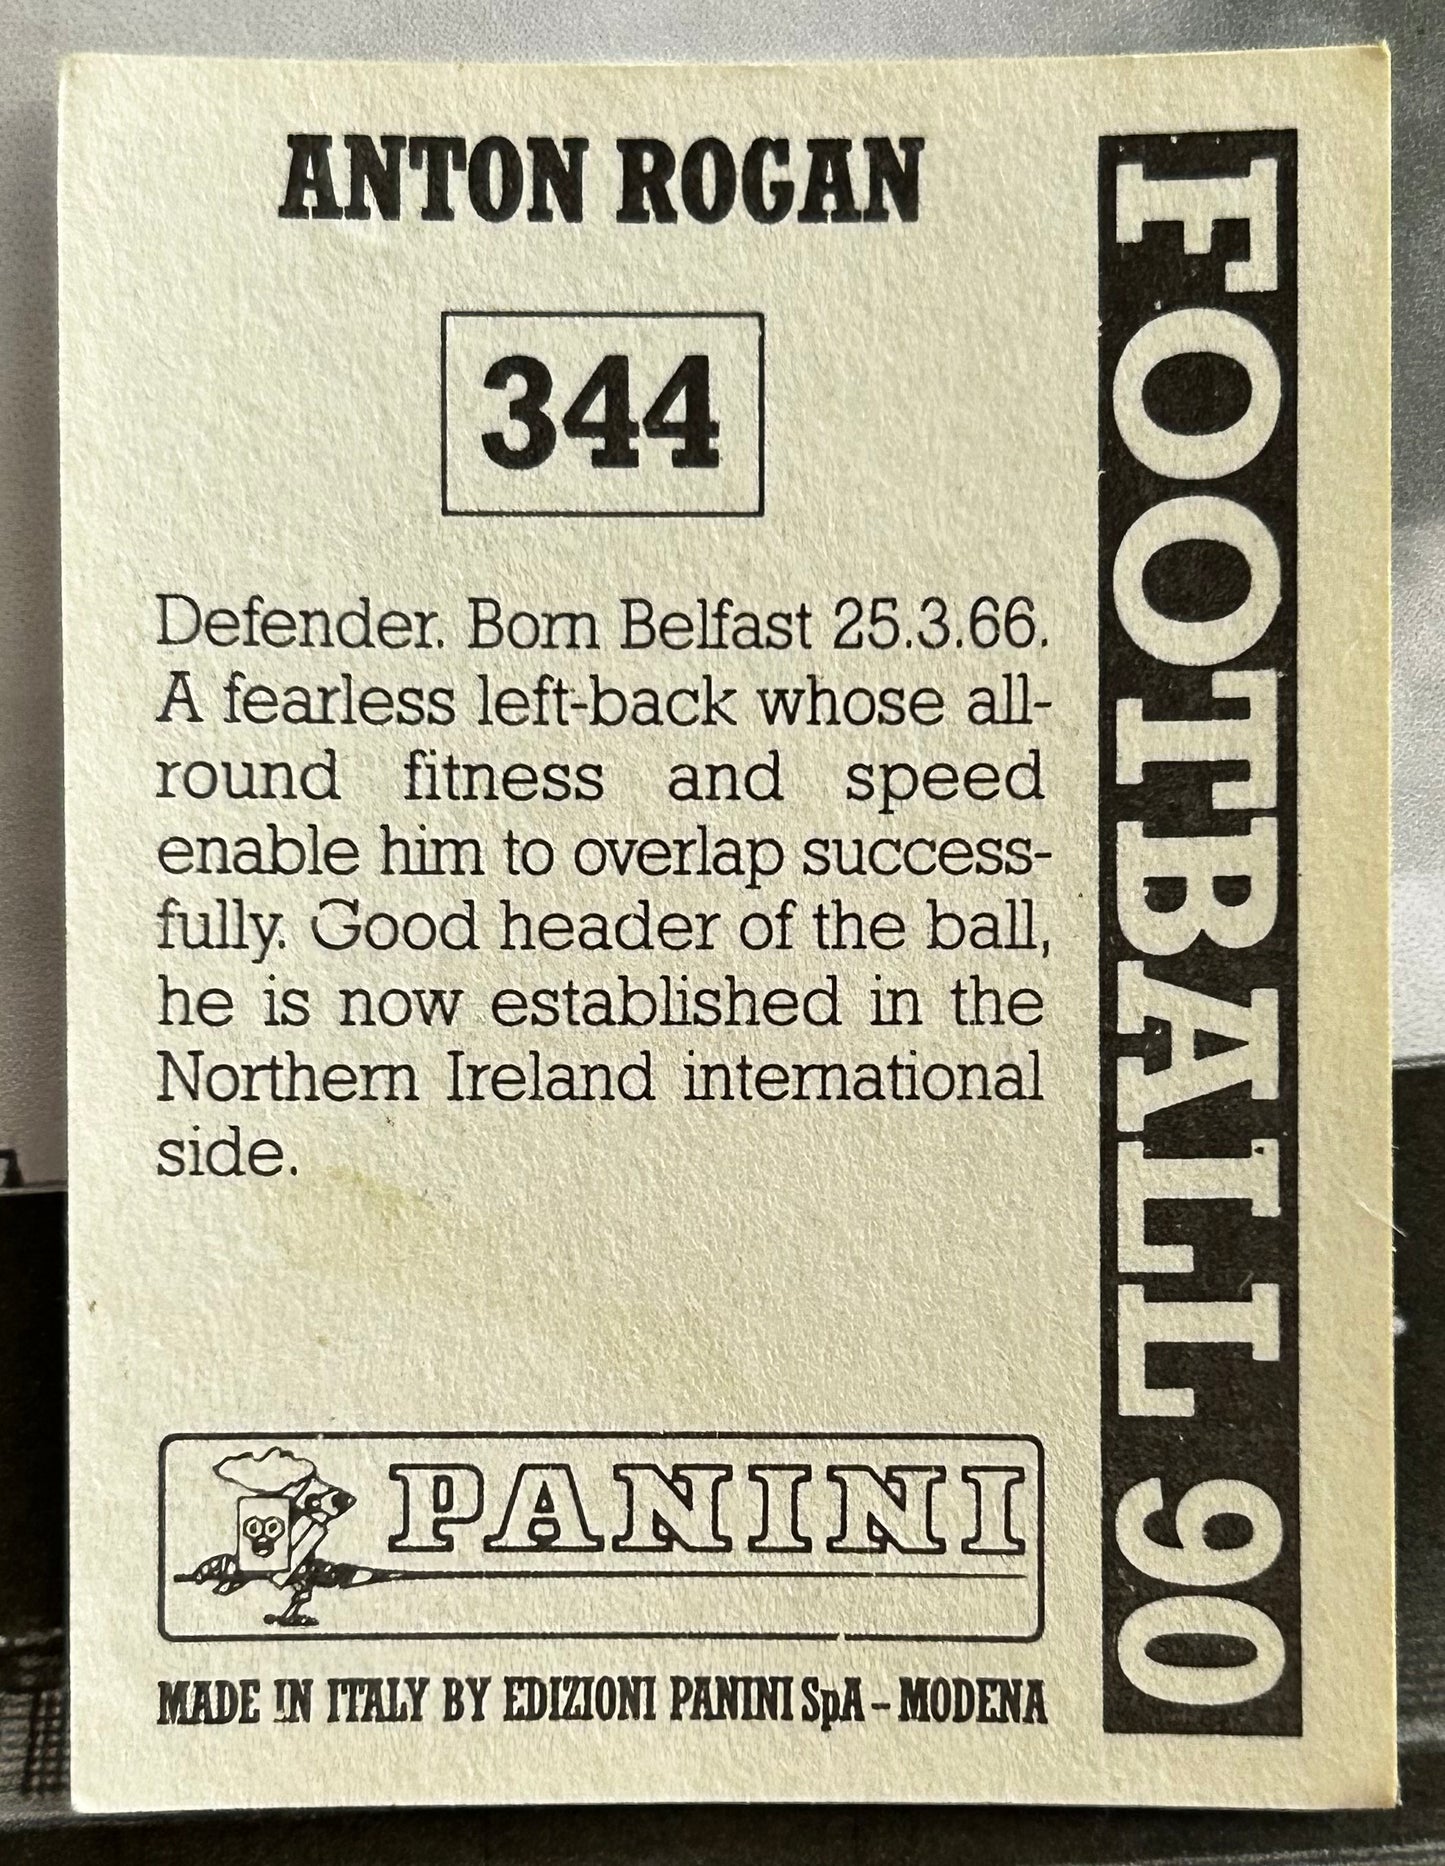 ANTON ROGAN
344
Defender. Born Belfast 25.3.66.
A fearless left-back whose all-
round fitness and speed
enable him to overlap success-
fully. Good header of the ball,
he is now established in the
Northern Ireland international
side.
PANINI
MADE IN ITALY BY EDIZIONI PANINI SpA - MODENA
FOOTBALL 90